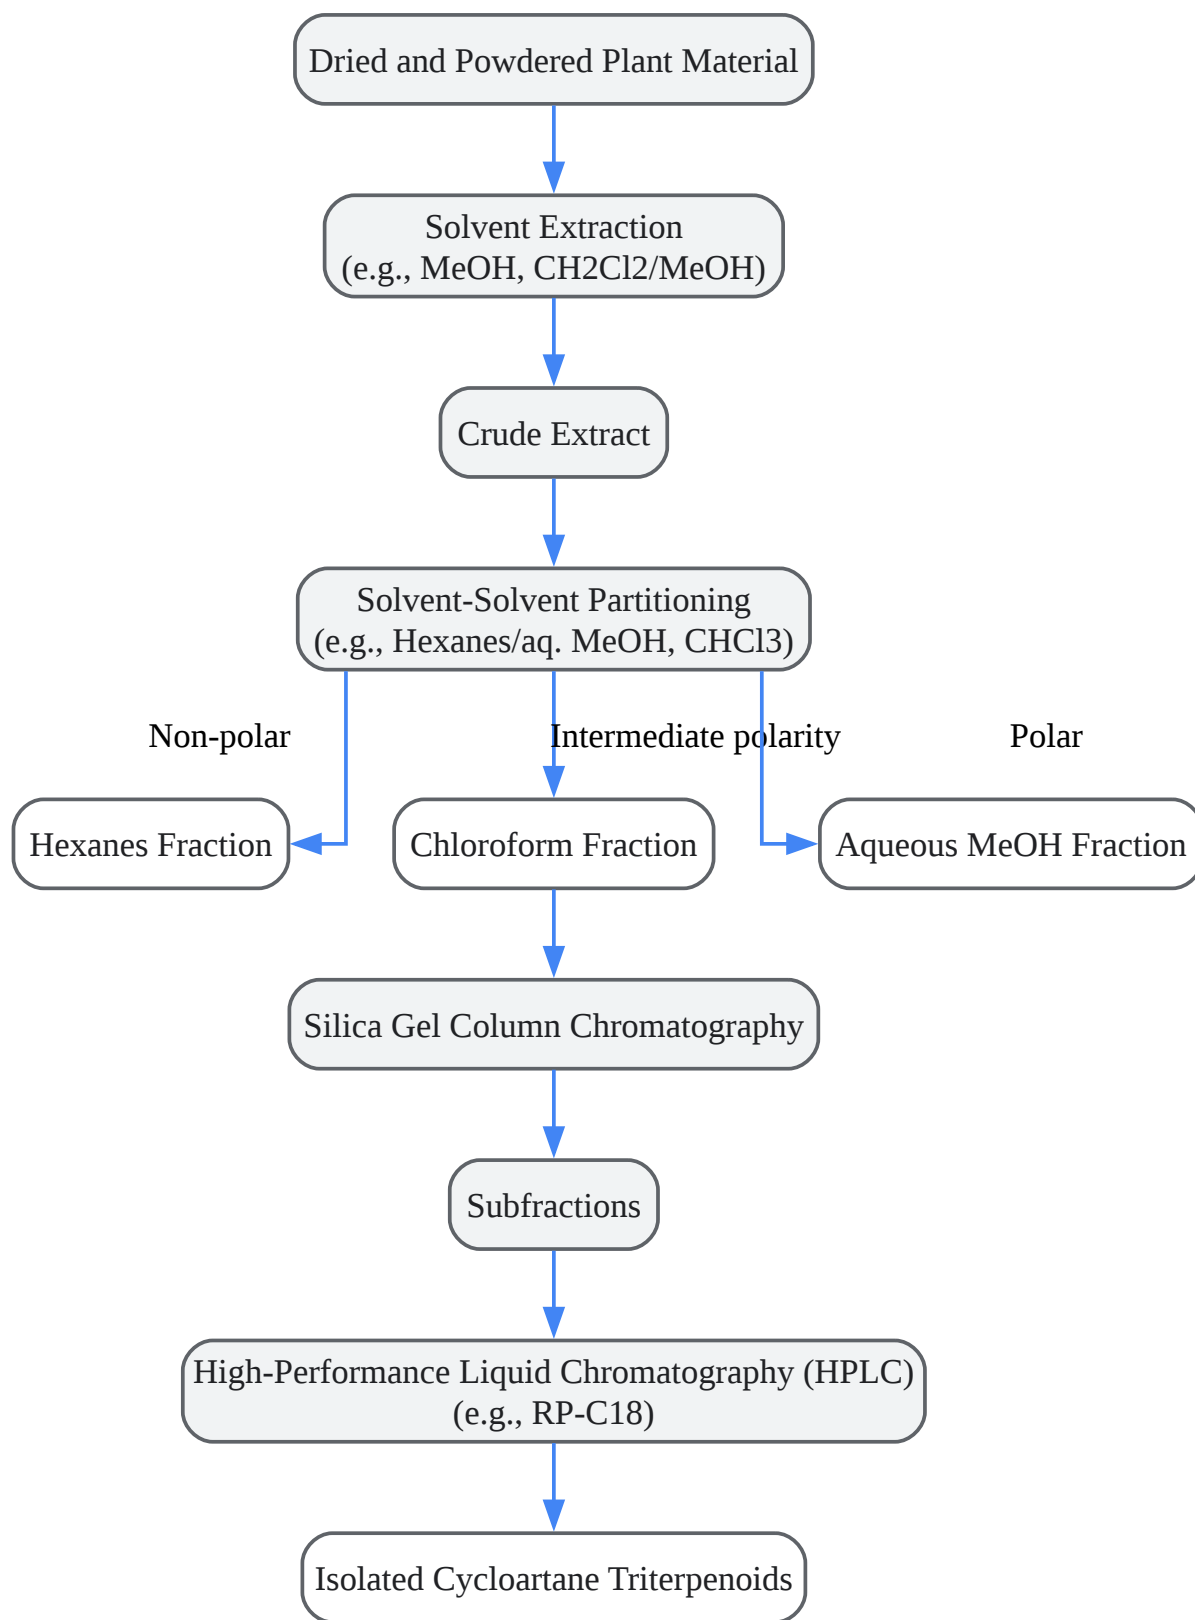 Dried and Powdered Plant Material
Solvent Extraction
(e.g., MeOH, CH2Cl2/MeOH)
Crude Extract
Solvent-Solvent Partitioning
(e.g., Hexanes/aq. MeOH, CHCl3)
Non-polar
Intermediate polarity
Polar
Hexanes Fraction
Chloroform Fraction
Aqueous MeOH Fraction
Silica Gel Column Chromatography
Subfractions
High-Performance Liquid Chromatography (HPLC)
(e.g., RP-C18)
Isolated Cycloartane Triterpenoids